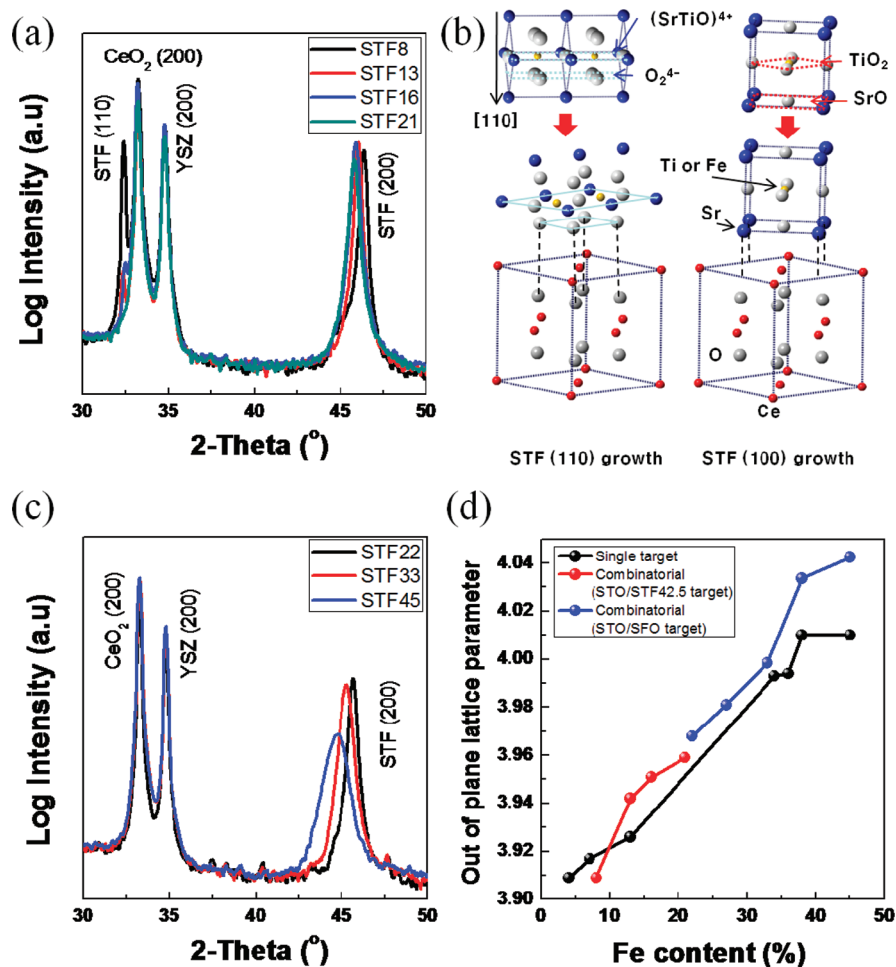 (a)
Log Intensity (a.u)
STF (110)
CeO2 (200)
YSZ (200)
STF (200)
STF8
STF13
STF16
STF21
30 35 40 45 50
2-Theta (°)
(b)
[110]
(SrTiO)4+
O24-
TiO2
SrO
Ti or Fe
Sr
O
Ce
STF (110) growth
STF (100) growth
(c)
Log Intensity (a.u)
CeO2 (200)
YSZ (200)
STF (200)
STF22
STF33
STF45
30 35 40 45 50
2-Theta (°)
(d)
Out of plane lattice parameter
4.04
4.02
4.00
3.98
3.96
3.94
3.92
3.90
Single target
Combinatorial
(STO/STF42.5 target)
Combinatorial
(STO/SFO target)
0 10 20 30 40 50
Fe content (%)